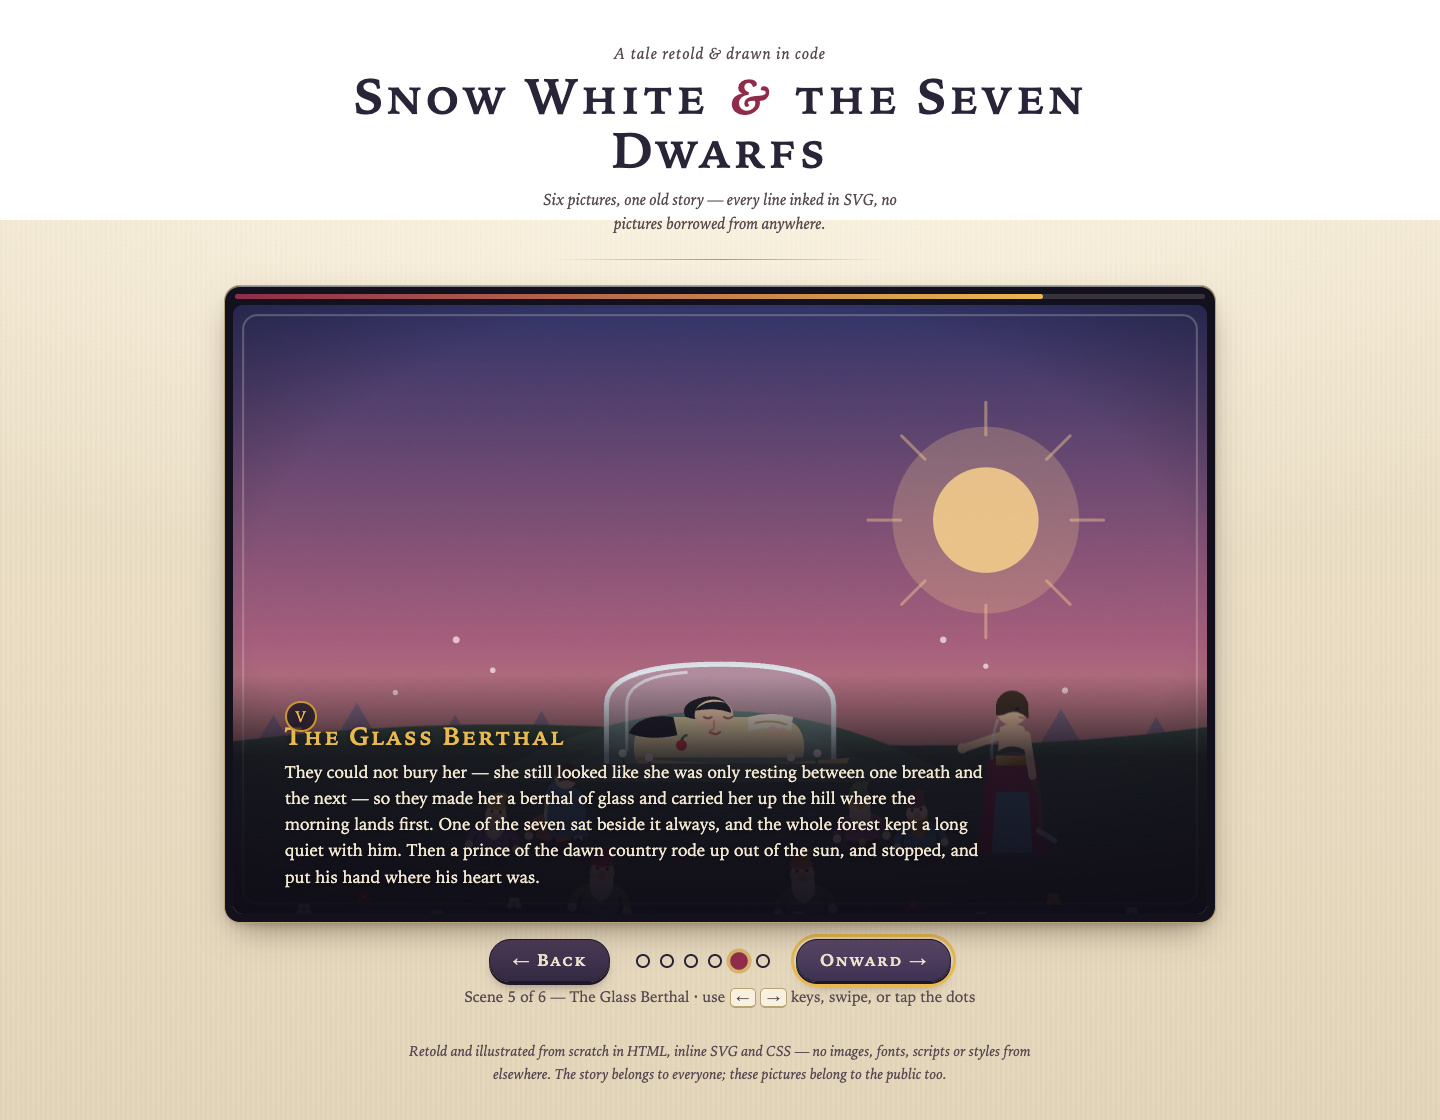 A tale retold & drawn in code
Snow White & the Seven
Dwarfs
Six pictures, one old story — every line inked in SVG, no
pictures borrowed from anywhere.
V
The Glass Berthal
They could not bury her — she still looked like she was only resting between one breath and
the next — so they made her a berthal of glass and carried her up the hill where the
morning lands first. One of the seven sat beside it always, and the whole forest kept a long
quiet with him. Then a prince of the dawn country rode up out of the sun, and stopped, and
put his hand where his heart was.
← Back
Onward →
Scene 5 of 6 — The Glass Berthal · use ← → keys, swipe, or tap the dots
Retold and illustrated from scratch in HTML, inline SVG and CSS — no images, fonts, scripts or styles from
elsewhere. The story belongs to everyone; these pictures belong to the public too.